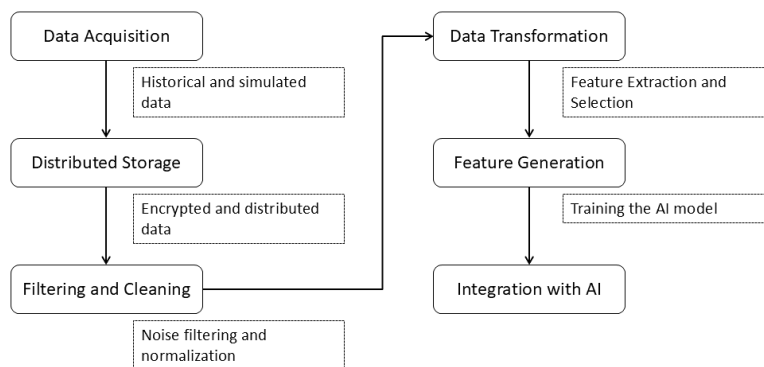 Data Acquisition
Historical and simulated
data
Distributed Storage
Encrypted and distributed
data
Filtering and Cleaning
Noise filtering and
normalization
Data Transformation
Feature Extraction and
Selection
Feature Generation
Training the AI model
Integration with AI